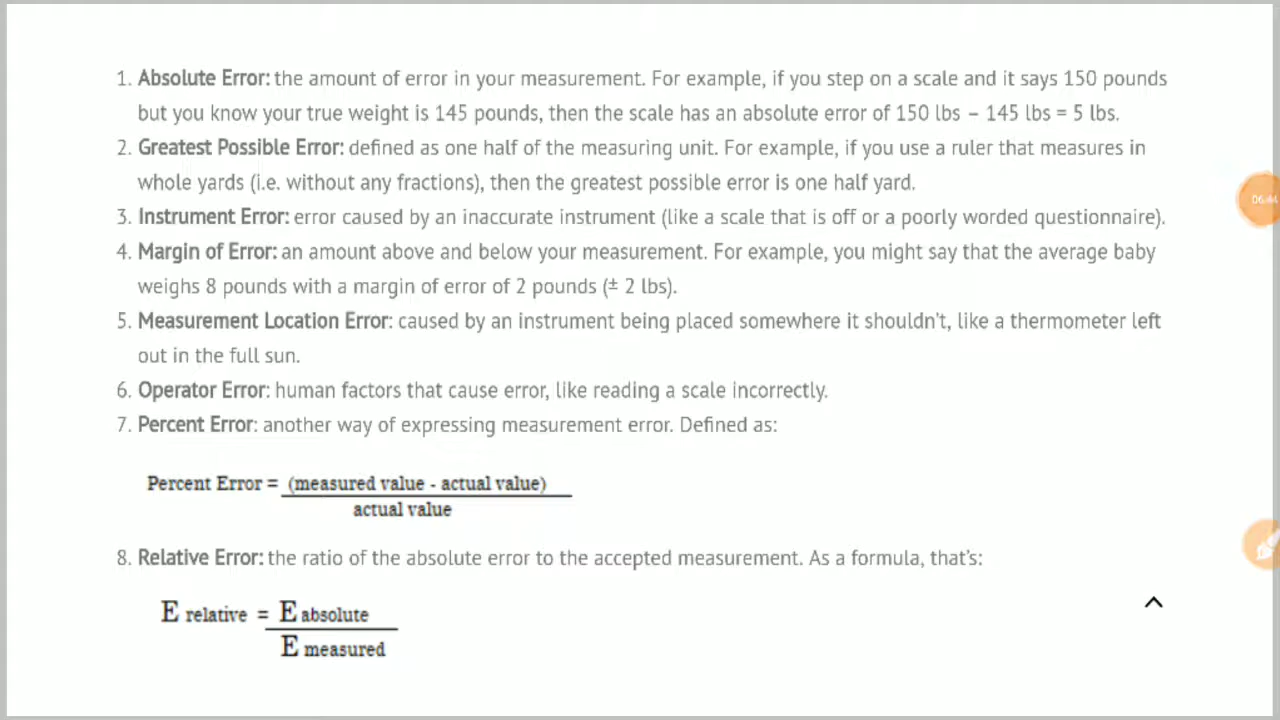 1. Absolute Error: the amount of error in your measurement. For example, if you step on a scale and it says 150 pounds
but you know your true weight is 145 pounds, then the scale has an absolute error of 150 lbs – 145 lbs = 5 lbs.
2. Greatest Possible Error: defined as one half of the measuring unit. For example, if you use a ruler that measures in
whole yards (i.e. without any fractions), then the greatest possible error is one half yard.
3. Instrument Error: error caused by an inaccurate instrument (like a scale that is off or a poorly worded questionnaire).
4. Margin of Error: an amount above and below your measurement. For example, you might say that the average baby
weighs 8 pounds with a margin of error of 2 pounds (± 2 lbs).
5. Measurement Location Error: caused by an instrument being placed somewhere it shouldn't, like a thermometer left
out in the full sun.
6. Operator Error: human factors that cause error, like reading a scale incorrectly.
7. Percent Error: another way of expressing measurement error. Defined as:
Percent Error = (measured value - actual value)
actual value
8. Relative Error: the ratio of the absolute error to the accepted measurement. As a formula, that's:
E relative = E absolute
E measured